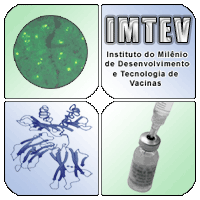 IMTEV
Instituto do Milênio
de Desenvolvimento
e Tecnologia de
Vacinas